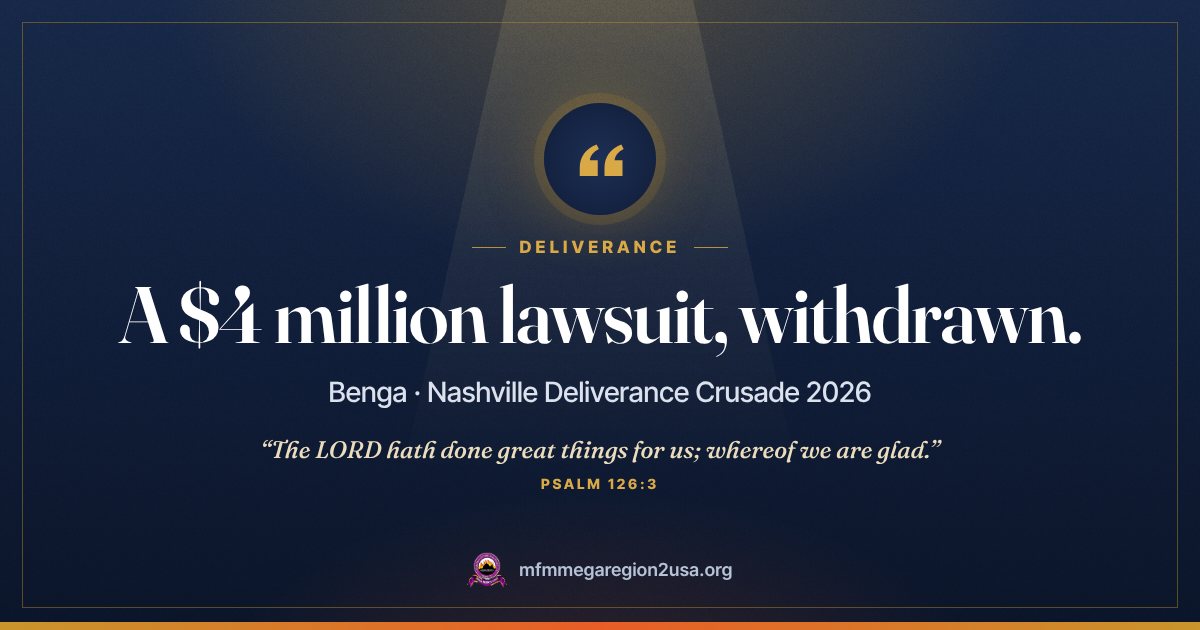 “
DELIVERANCE
A $4 million lawsuit, withdrawn.
Benga · Nashville Deliverance Crusade 2026
“The LORD hath done great things for us; whereof we are glad.”
PSALM 126:3
mfmmegaregion2usa.org